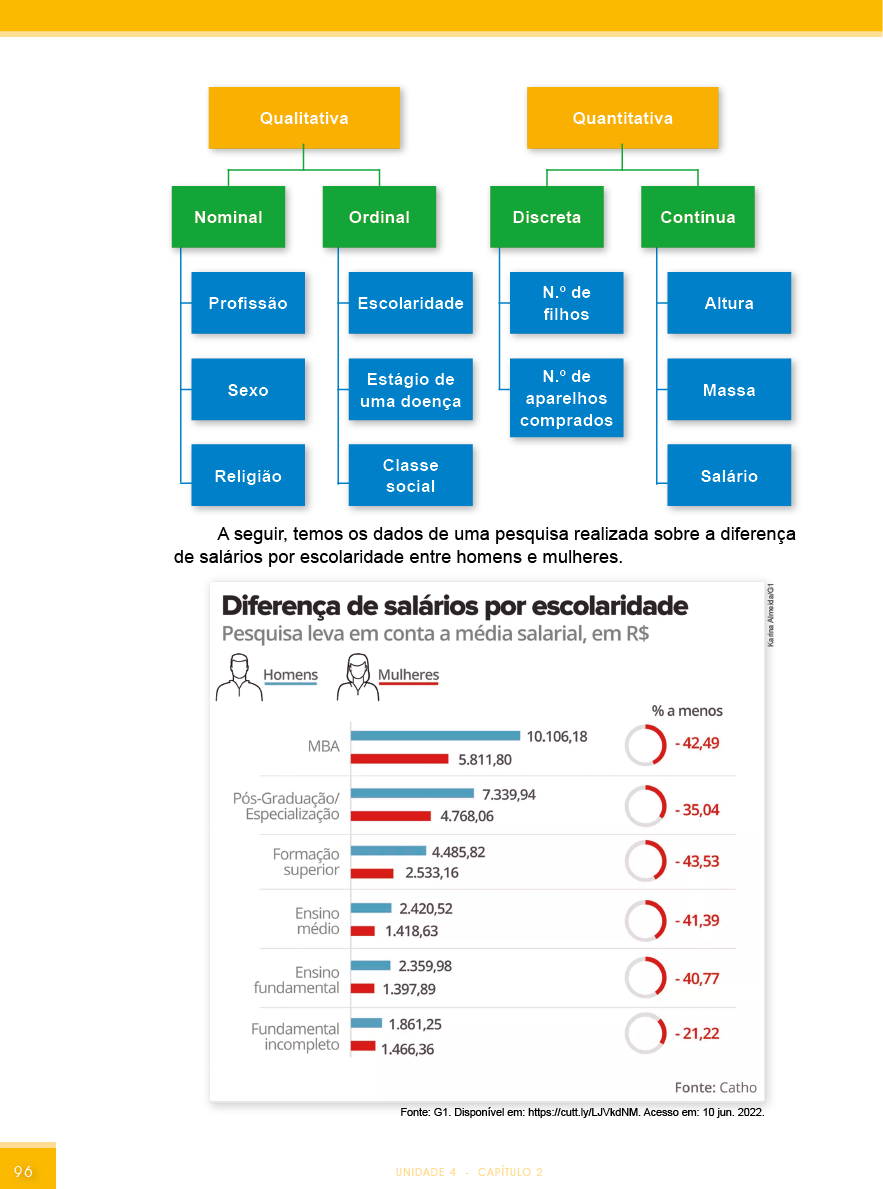 Qualitativa
Quantitativa
Nominal
Ordinal
Discreta
Contínua
Profissão
Escolaridade
N.º de
filhos
Altura
Sexo
Estágio de
uma doença
N.º de
aparelhos
comprados
Massa
Religião
Classe
social
Salário
A seguir, temos os dados de uma pesquisa realizada sobre a diferença
de salários por escolaridade entre homens e mulheres.
Diferença de salários por escolaridade
Pesquisa leva em conta a média salarial, em R$
Karina Almeida/G1
Homens
Mulheres
% a menos
MBA
10.106,18
5.811,80
- 42,49
Pós-Graduação/
Especialização
7.339,94
4.768,06
- 35,04
Formação
superior
4.485,82
2.533,16
- 43,53
Ensino
médio
2.420,52
1.418,63
- 41,39
Ensino
fundamental
2.359,98
1.397,89
- 40,77
Fundamental
incompleto
1.861,25
1.466,36
- 21,22
Fonte: Catho
Fonte: G1. Disponível em: https://cutt.ly/LJVkdNM. Acesso em: 10 jun. 2022.
96
UNIDADE 4 - CAPÍTULO 2